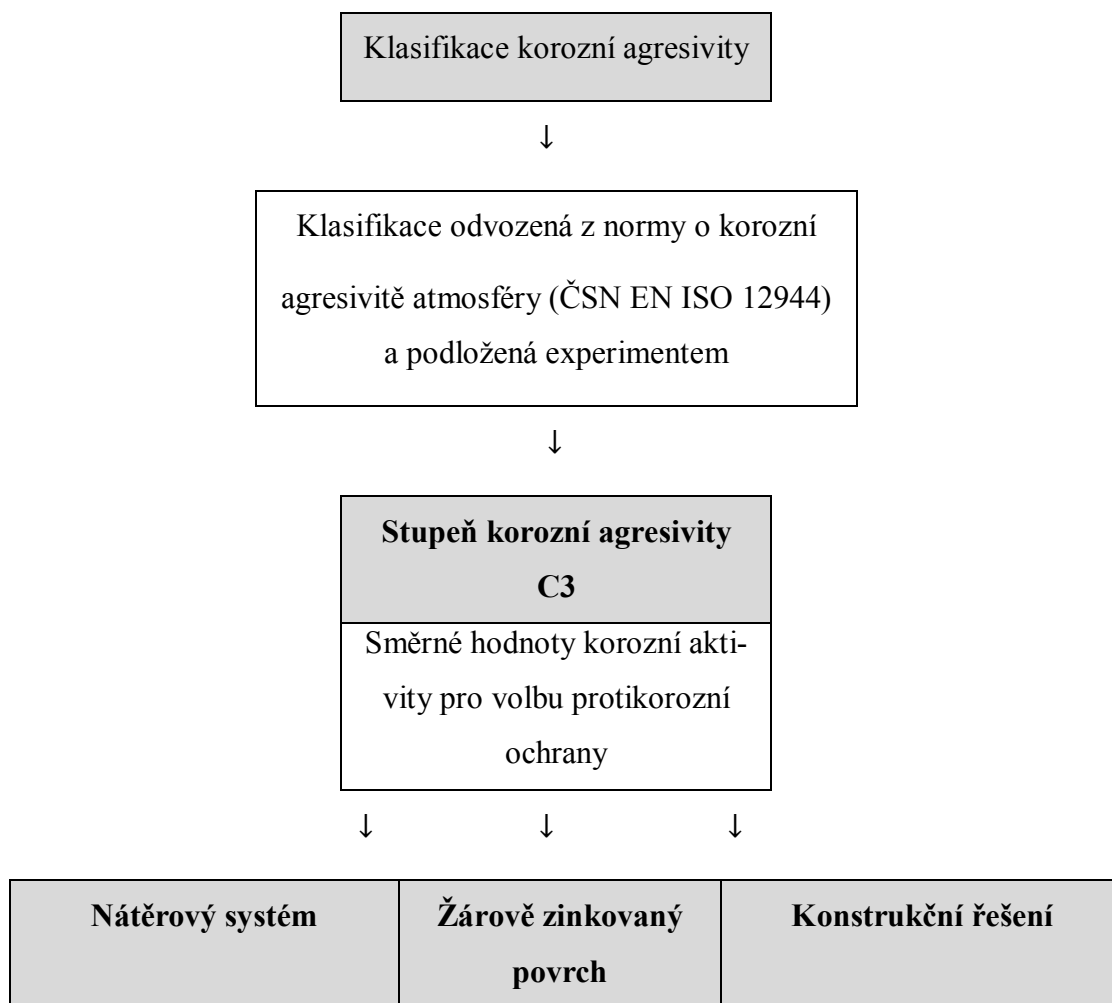 Klasifikace korozní agresivity
↓
Klasifikace odvozená z normy o korozní
agresivitě atmosféry (ČSN EN ISO 12944)
a podložená experimentem
↓
Stupeň korozní agresivity
C3
Směrné hodnoty korozní akti-
vity pro volbu protikorozní
ochrany
↓ ↓ ↓
Nátěrový systém
Žárově zinkovaný
povrch
Konstrukční řešení